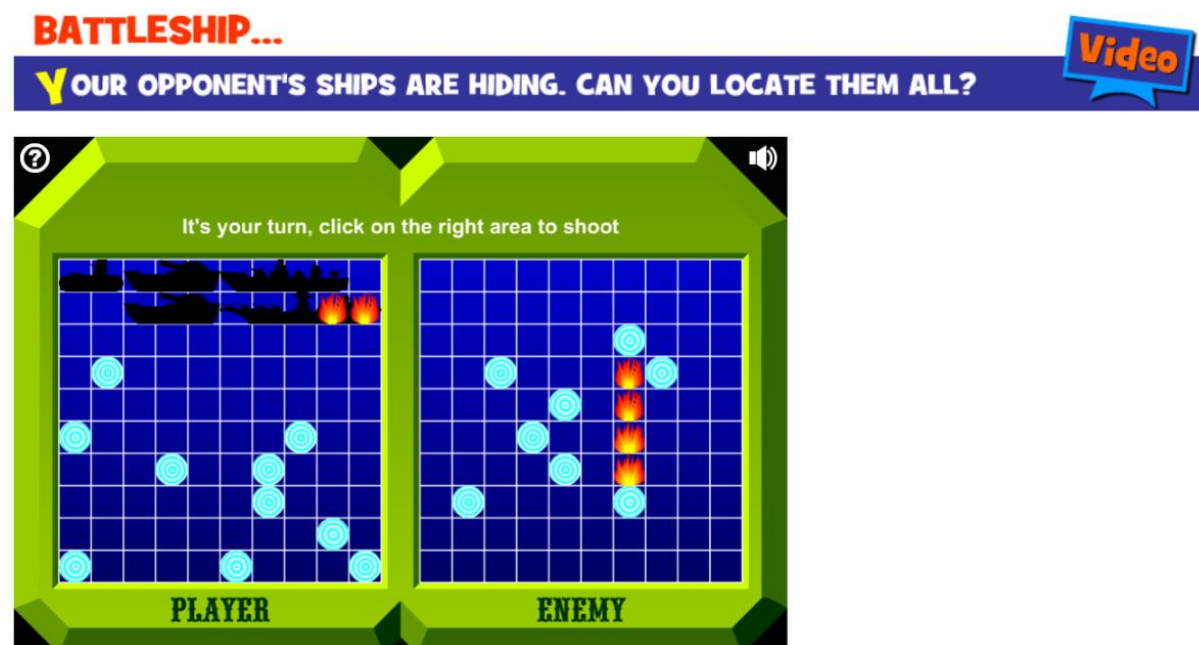 BATTLESHIP...
Video
YOUR OPPONENT'S SHIPS ARE HIDING. CAN YOU LOCATE THEM ALL?
?
It's your turn, click on the right area to shoot
PLAYER
ENEMY